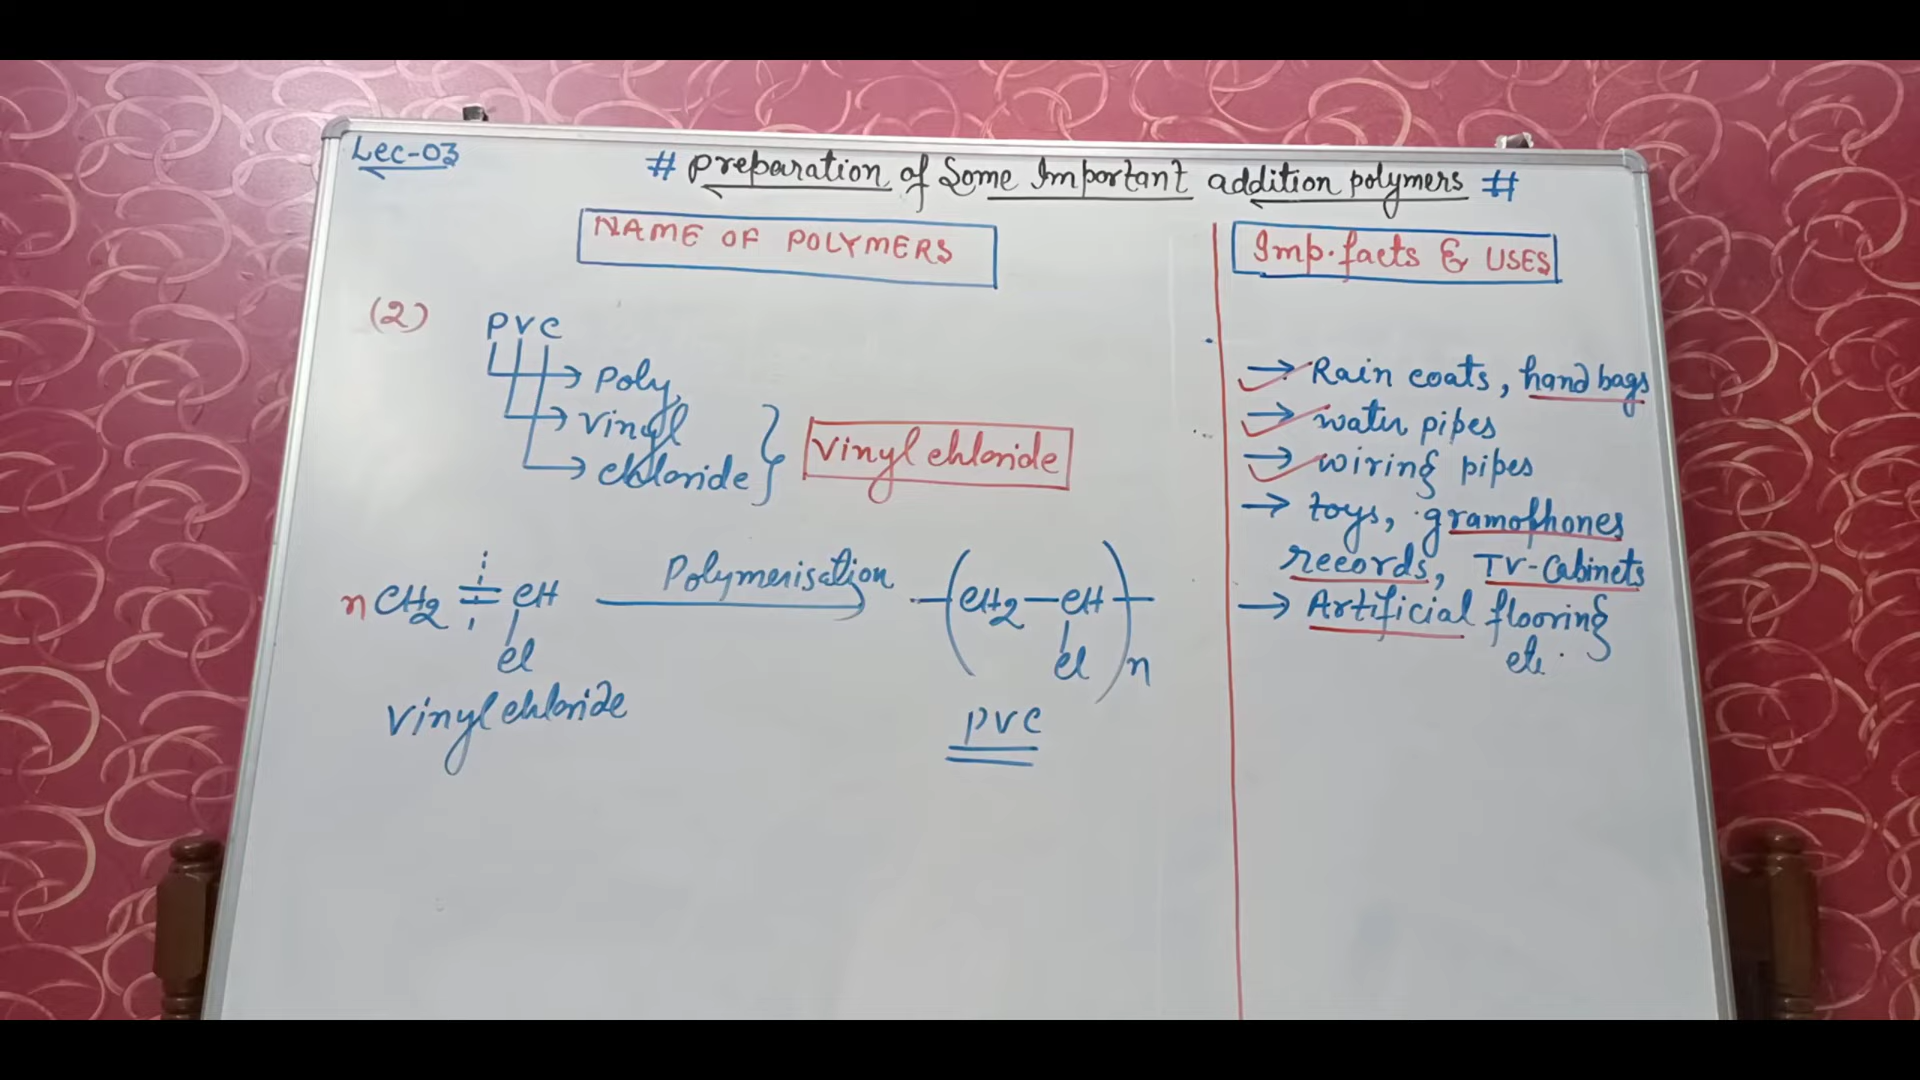 Lec-03
# Preparation of Some Important addition polymers #
NAME OF POLYMERS
Imp. facts & USES
(2) PVC
→ Poly
→ Vinyl
→ chloride } Vinyl chloride
n CH2 = CH Polymerisation -( CH2 - CH )- n
Cl Cl
Vinyl chloride
PVC
→ Rain coats, hand bags
→ water pipes
→ wiring pipes
→ toys, gramophones
records, TV-Cabinets
→ Artificial flooring
etc.